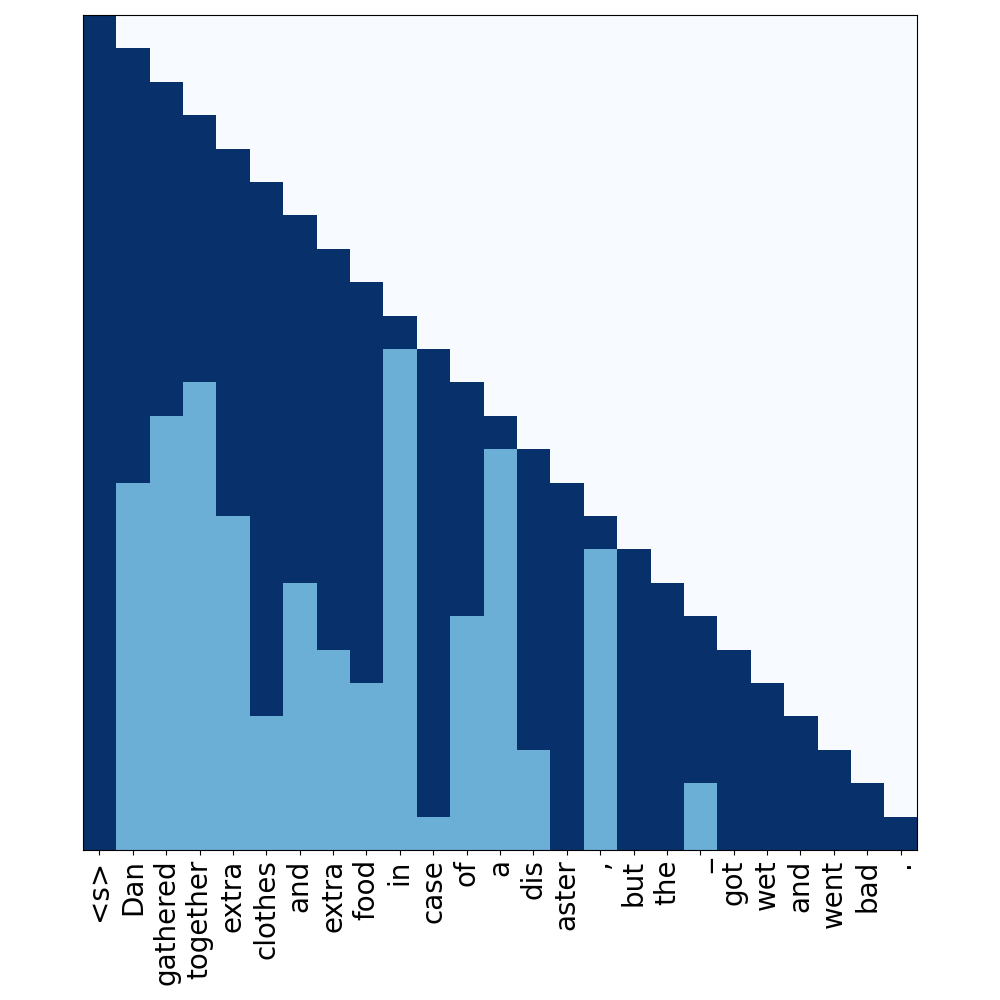 <s> Dan gathered together extra clothes and extra food in case of a dis aster , but the _ got wet and went bad .